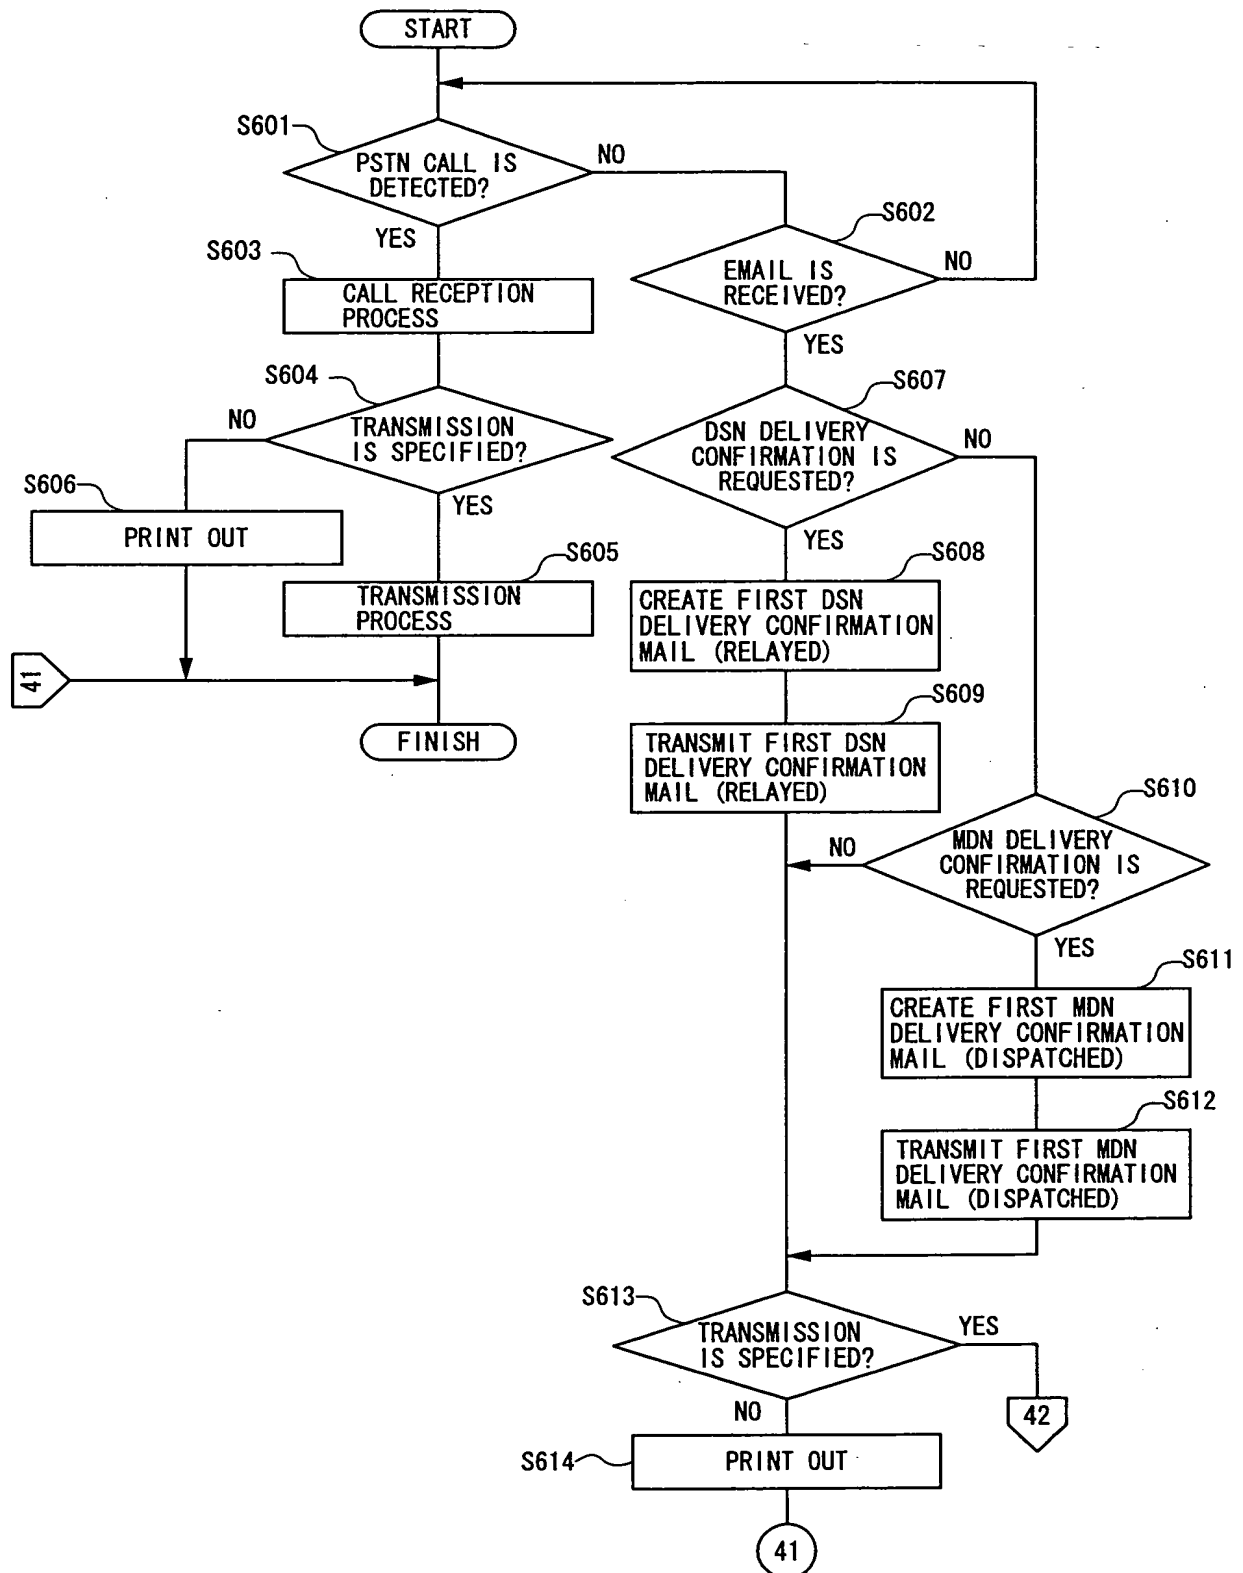 START
S601
PSTN CALL IS
DETECTED?
NO
YES
S602
EMAIL IS
RECEIVED?
NO
YES
S603
CALL RECEPTION
PROCESS
S604
TRANSMISSION
IS SPECIFIED?
NO
YES
S607
DSN DELIVERY
CONFIRMATION IS
REQUESTED?
NO
YES
S606
PRINT OUT
S605
TRANSMISSION
PROCESS
S608
CREATE FIRST DSN
DELIVERY CONFIRMATION
MAIL (RELAYED)
41
FINISH
S609
TRANSMIT FIRST DSN
DELIVERY CONFIRMATION
MAIL (RELAYED)
S610
MDN DELIVERY
CONFIRMATION IS
REQUESTED?
NO
YES
S611
CREATE FIRST MDN
DELIVERY CONFIRMATION
MAIL (DISPATCHED)
S612
TRANSMIT FIRST MDN
DELIVERY CONFIRMATION
MAIL (DISPATCHED)
S613
TRANSMISSION
IS SPECIFIED?
YES
NO
42
S614
PRINT OUT
41